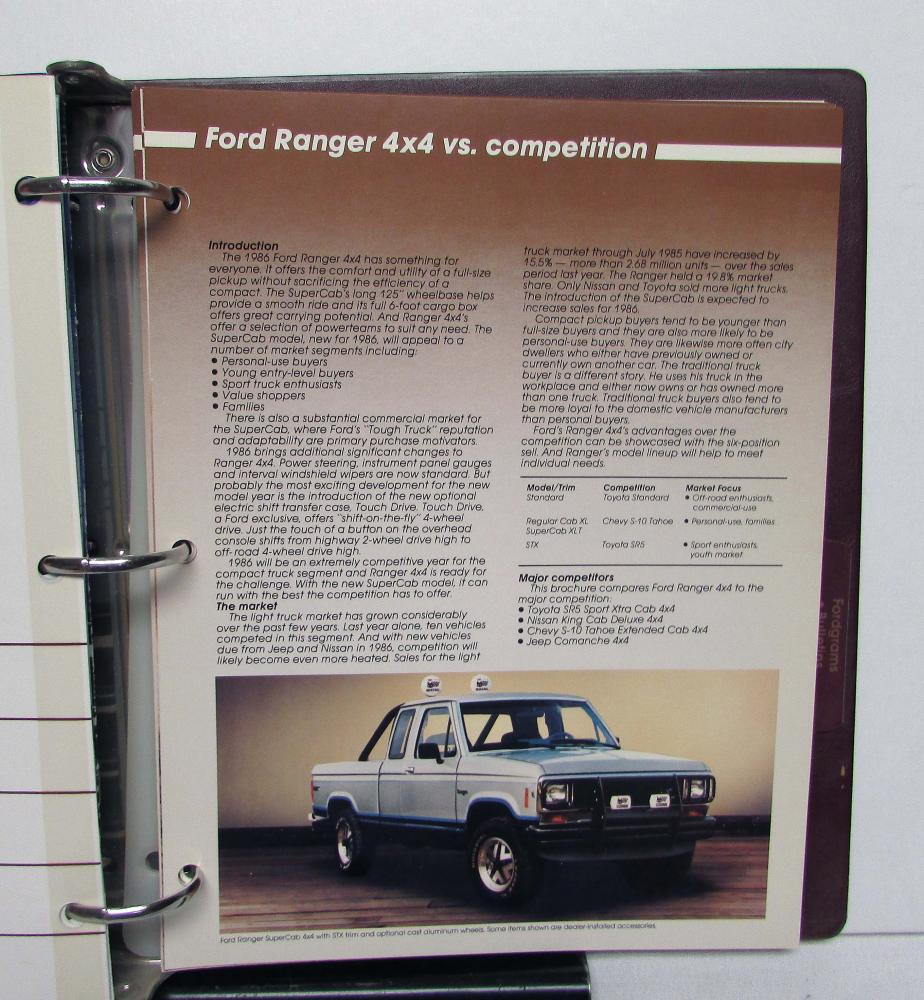 Ford Ranger 4x4 vs. competition
Introduction
The 1986 Ford Ranger 4x4 has something for
everyone. It offers the comfort and utility of a full-size
pickup without sacrificing the efficiency of a
compact. The SuperCab's long 125" wheelbase helps
provide a smooth ride and its full 6-foot cargo box
offers great carrying potential. And Ranger 4x4's
offer a selection of powerteams to suit any need. The
SuperCab model, new for 1986, will appeal to a
number of market segments including:
● Personal-use buyers
● Young entry-level buyers
● Sport truck enthusiasts
● Value shoppers
● Families
There is also a substantial commercial market for
the SuperCab, where Ford's "Tough Truck" reputation
and adaptability are primary purchase motivators.
1986 brings additional significant changes to
Ranger 4x4. Power steering, instrument panel gauges
and interval windshield wipers are now standard. But
probably the most exciting development for the new
model year is the introduction of the new optional
electric shift transfer case, Touch Drive. Touch Drive,
a Ford exclusive, offers "shift-on-the-fly" 4-wheel
drive. Just the touch of a button on the overhead
console shifts from highway 2-wheel drive high to
off-road 4-wheel drive high.
1986 will be an extremely competitive year for the
compact truck segment and Ranger 4x4 is ready for
the challenge. With the new SuperCab model, it can
run with the best the competition has to offer.
The market
The light truck market has grown considerably
over the past few years. Last year alone, ten vehicles
competed in this segment. And with new vehicles
due from Jeep and Nissan in 1986, competition will
likely become even more heated. Sales for the light
truck market through July 1985 have increased by
15.5% — more than 2.68 million units — over the sales
period last year. The Ranger held a 19.8% market
share. Only Nissan and Toyota sold more light trucks.
The introduction of the SuperCab is expected to
increase sales for 1986.
Compact pickup buyers tend to be younger than
full-size buyers and they are also more likely to be
personal-use buyers. They are likewise more often city
dwellers who either have previously owned or
currently own another car. The traditional truck
buyer is a different story. He uses his truck in the
workplace and either now owns or has owned more
than one truck. Traditional truck buyers also tend to
be more loyal to the domestic vehicle manufacturers
than personal buyers.
Ford's Ranger 4x4's advantages over the
competition can be showcased with the six-position
sell. And Ranger's model lineup will help to meet
individual needs.
Model/Trim Competition Market Focus
Standard Toyota Standard ● Off-road enthusiasts,
commercial-use
Regular Cab XL Chevy S-10 Tahoe ● Personal-use, families
SuperCab XLT
STX Toyota SR5 ● Sport enthusiasts,
youth market
Major competitors
This brochure compares Ford Ranger 4x4 to the
major competition:
● Toyota SR5 Sport Xtra Cab 4x4
● Nissan King Cab Deluxe 4x4
● Chevy S-10 Tahoe Extended Cab 4x4
● Jeep Comanche 4x4
Fordgrams
● Bulletins
Ford Ranger SuperCab 4x4 with STX trim and optional cast aluminum wheels. Some items shown are dealer-installed accessories.